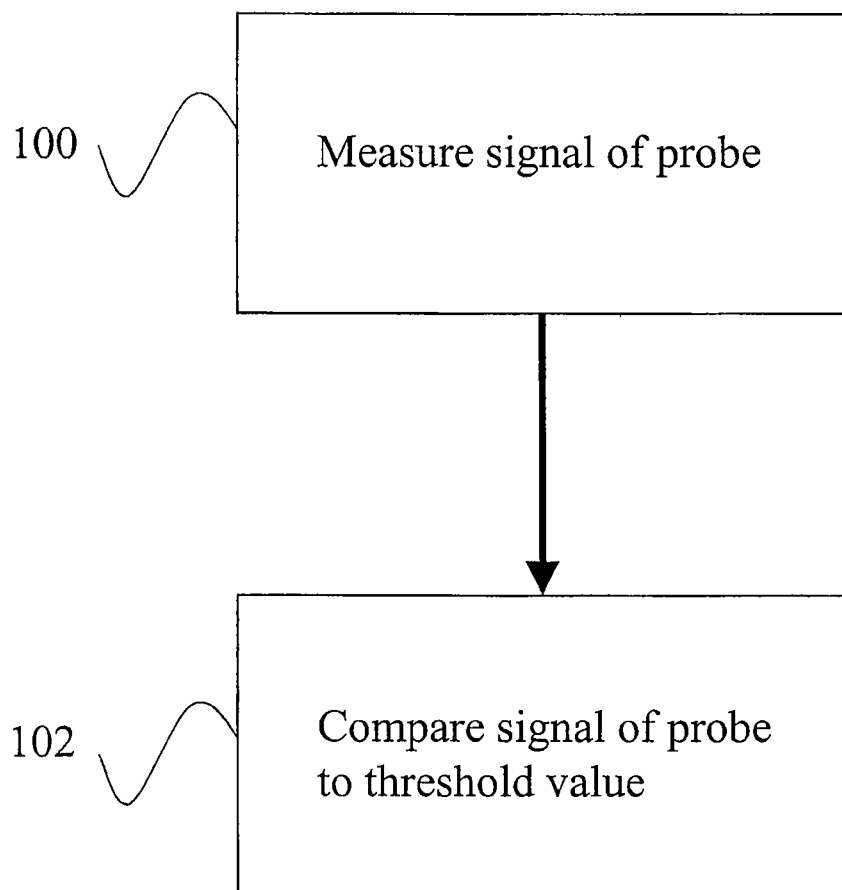 100
Measure signal of probe
102
Compare signal of probe
to threshold value